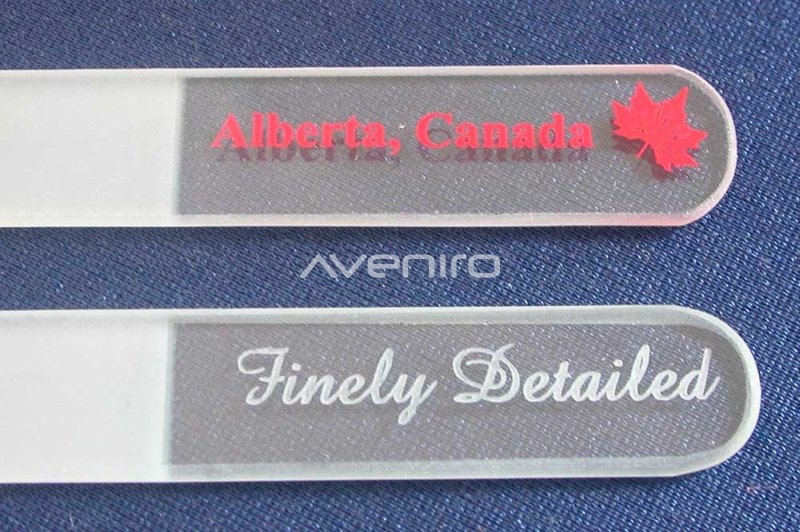 Alberta, Canada
Aveniro
Finely Detailed